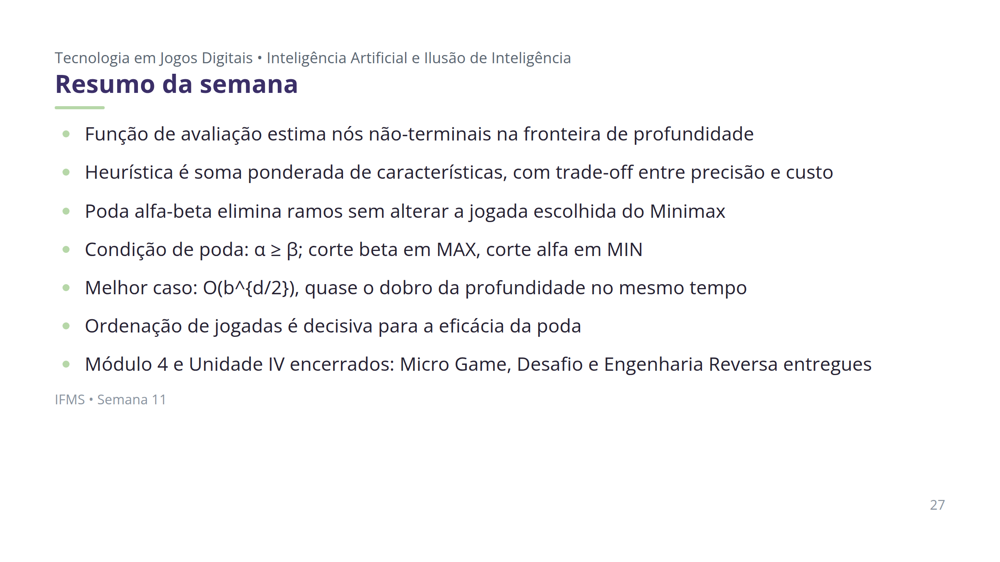 Tecnologia em Jogos Digitais • Inteligência Artificial e Ilusão de Inteligência
Resumo da semana
• Função de avaliação estima nós não-terminais na fronteira de profundidade
• Heurística é soma ponderada de características, com trade-off entre precisão e custo
• Poda alfa-beta elimina ramos sem alterar a jogada escolhida do Minimax
• Condição de poda: α ≥ β; corte beta em MAX, corte alfa em MIN
• Melhor caso: O(b^{d/2}), quase o dobro da profundidade no mesmo tempo
• Ordenação de jogadas é decisiva para a eficácia da poda
• Módulo 4 e Unidade IV encerrados: Micro Game, Desafio e Engenharia Reversa entregues
IFMS • Semana 11
27